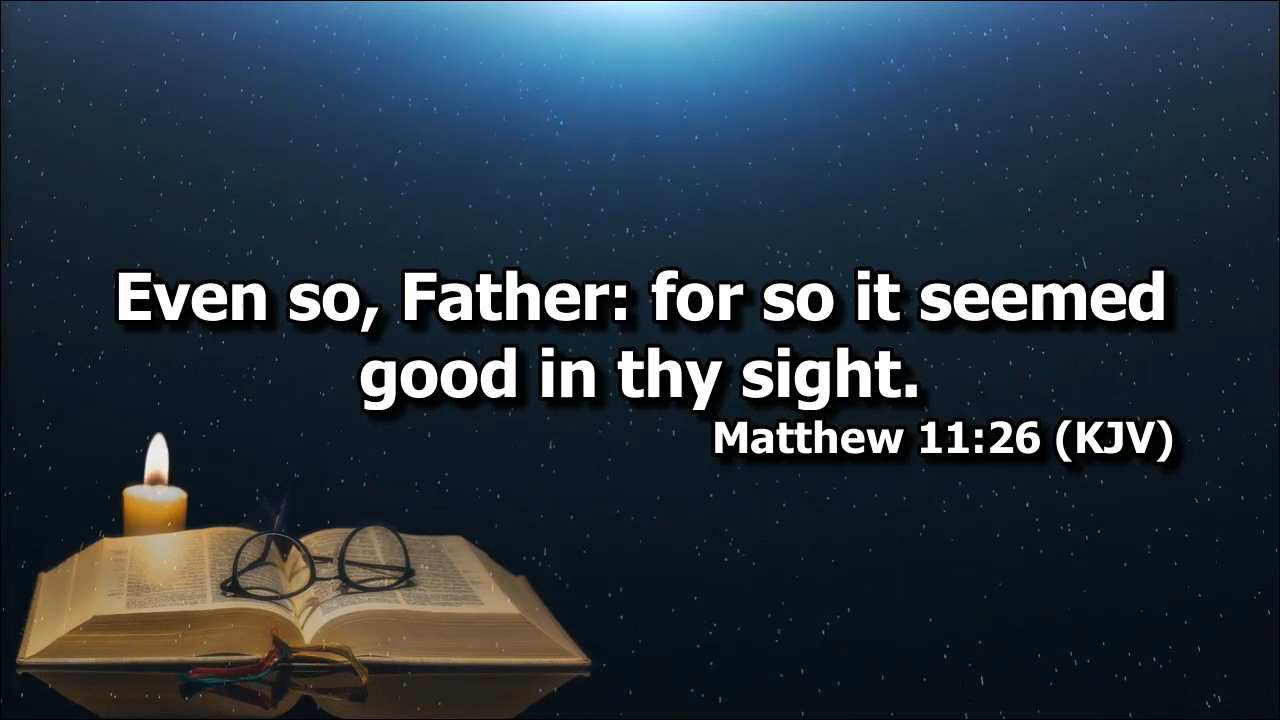 Even so, Father: for so it seemed
good in thy sight.
Matthew 11:26 (KJV)